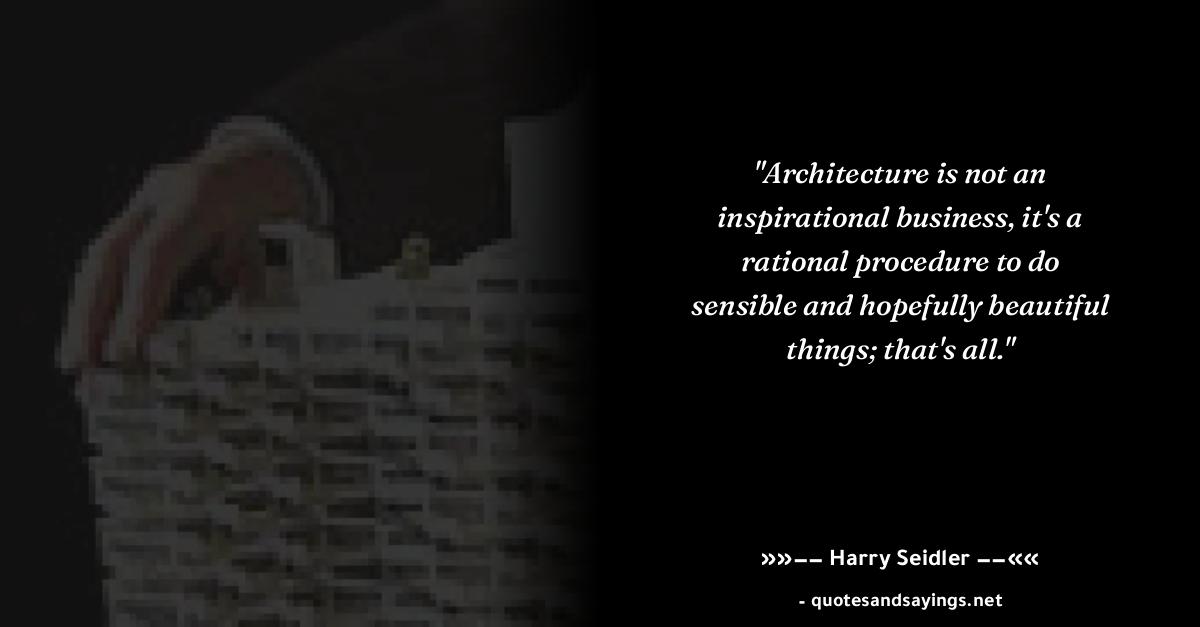 "Architecture is not an
inspirational business, it's a
rational procedure to do
sensible and hopefully beautiful
things; that's all."
»»—— Harry Seidler ——««
- quotesandsayings.net